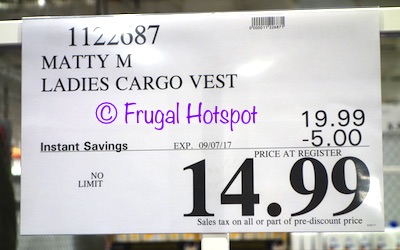 1122687
MATTY M
LADIES CARGO VEST
© Frugal Hotspot
19.99
-5.00
Instant Savings EXP. 09/07/17
PRICE AT REGISTER
NO
LIMIT
14.99
Sales tax on all or part of pre-discount price